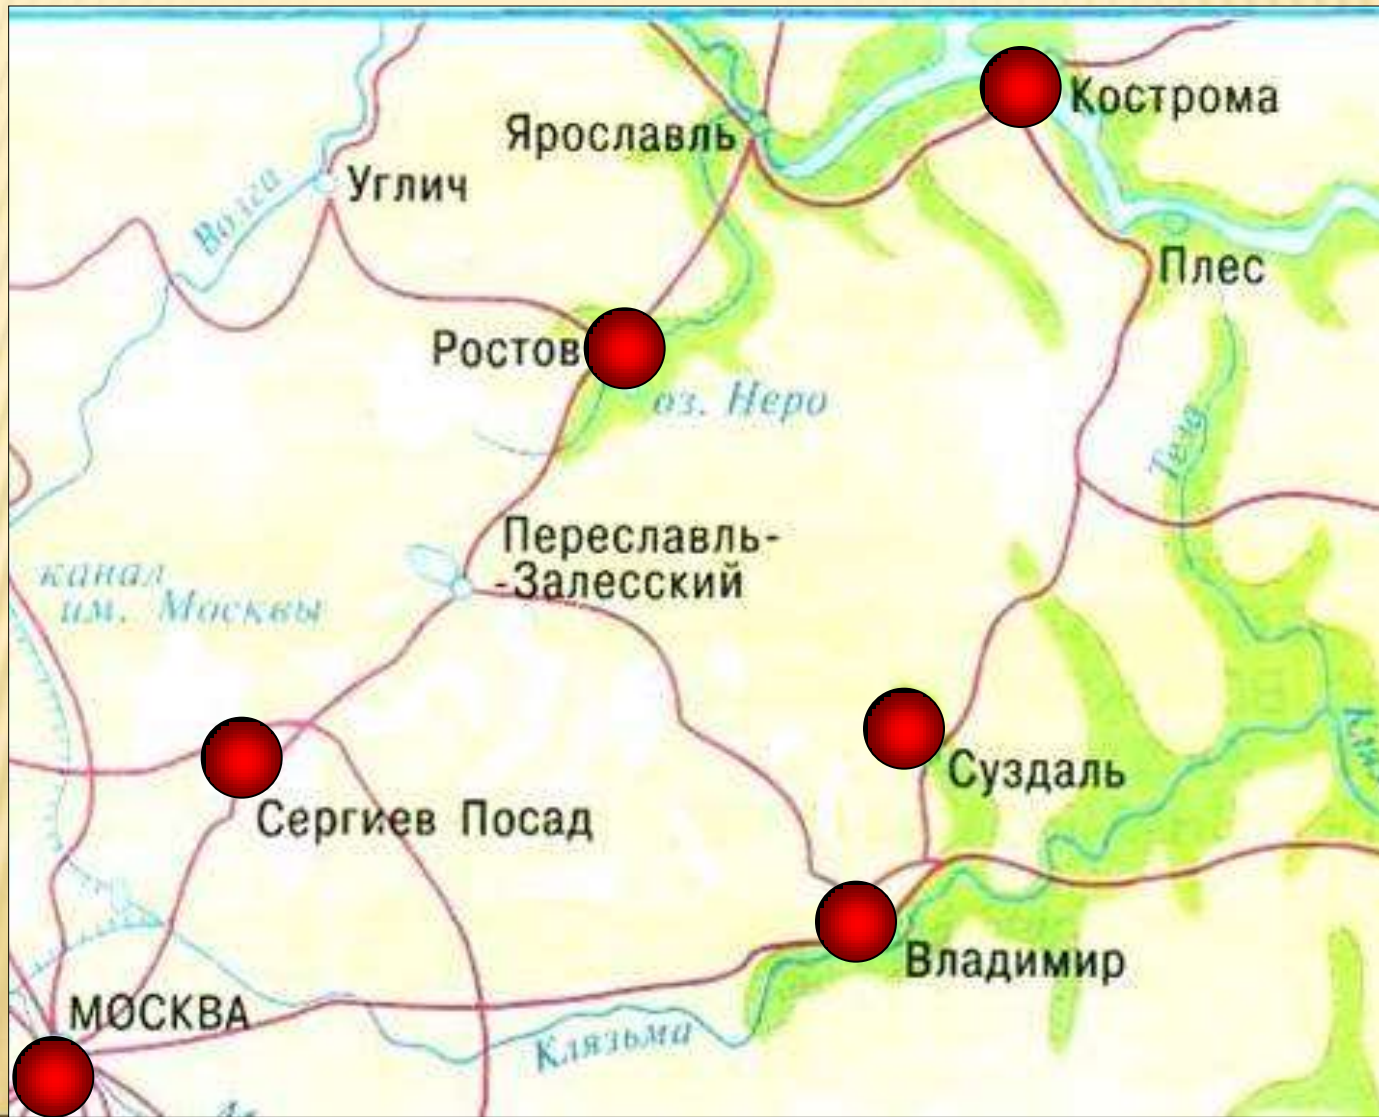 Кострома
Ярославль
Углич
Волга
Плес
Ростов
оз. Неро
Теза
Переславль-
-Залесский
канал
им. Москвы
Суздаль
Сергиев Посад
Владимир
МОСКВА
Клязьма